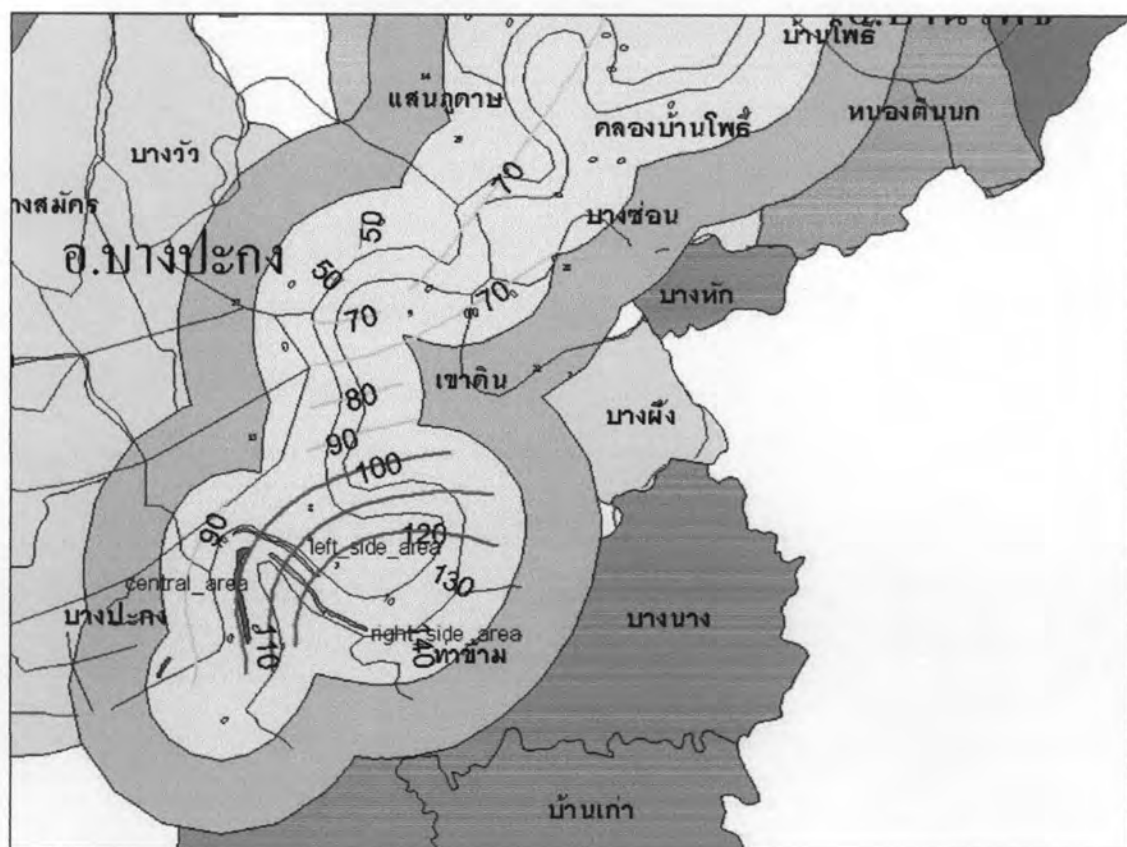 บ้านโพธิ์
แสนภูดาษ
หนองตีนนก
คลองบ้านโพธิ์
บางวัว
70
างสมัคร
50
บางซ่อน
อ.บางปะกง
50
บางหัก
70
70
เขาดิน
80
บางผึ้ง
90
100
90
120
left_side_area
central_area
130
บางปะกง
บางนาง
right_side_area
110
140
ทาข้าม
บ้านเก่า